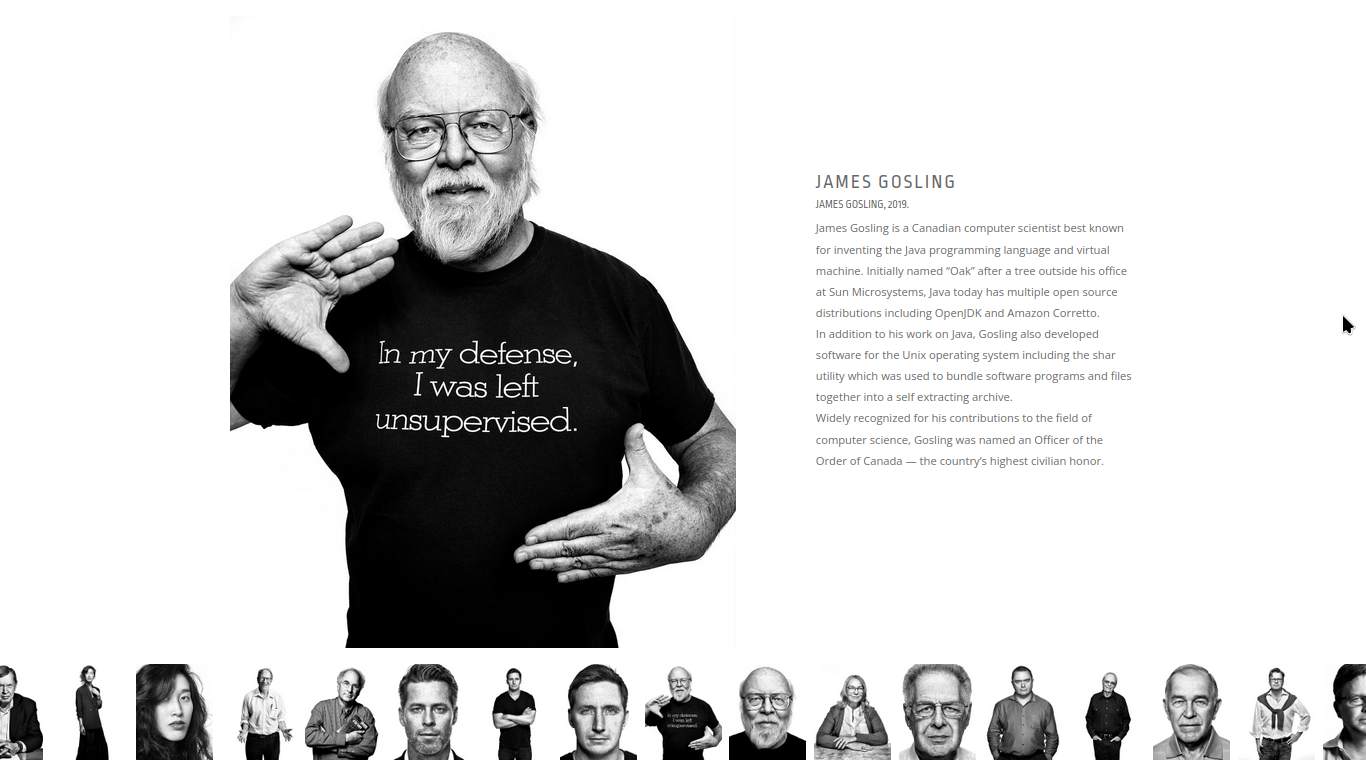 In my defense,
I was left
unsupervised.
JAMES GOSLING
JAMES GOSLING, 2019.
James Gosling is a Canadian computer scientist best known
for inventing the Java programming language and virtual
machine. Initially named “Oak” after a tree outside his office
at Sun Microsystems, Java today has multiple open source
distributions including OpenJDK and Amazon Corretto.
In addition to his work on Java, Gosling also developed
software for the Unix operating system including the shar
utility which was used to bundle software programs and files
together into a self extracting archive.
Widely recognized for his contributions to the field of
computer science, Gosling was named an Officer of the
Order of Canada — the country’s highest civilian honor.
In my defense,
I was left
unsupervised.